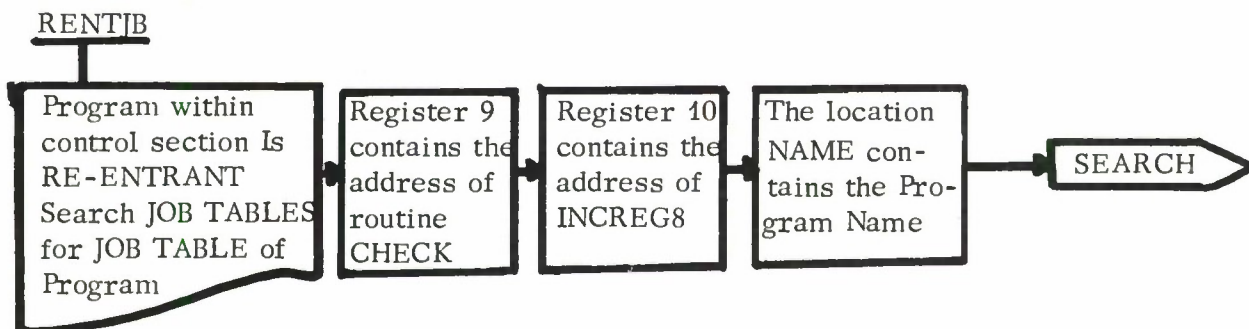 RENTJB
Program within
control section Is
RE-ENTRANT
Search JOB TABLES
for JOB TABLE of
Program
Register 9
contains the
address of
routine
CHECK
Register 10
contains the
address of
INCREG8
The location
NAME con-
tains the Pro-
gram Name
SEARCH